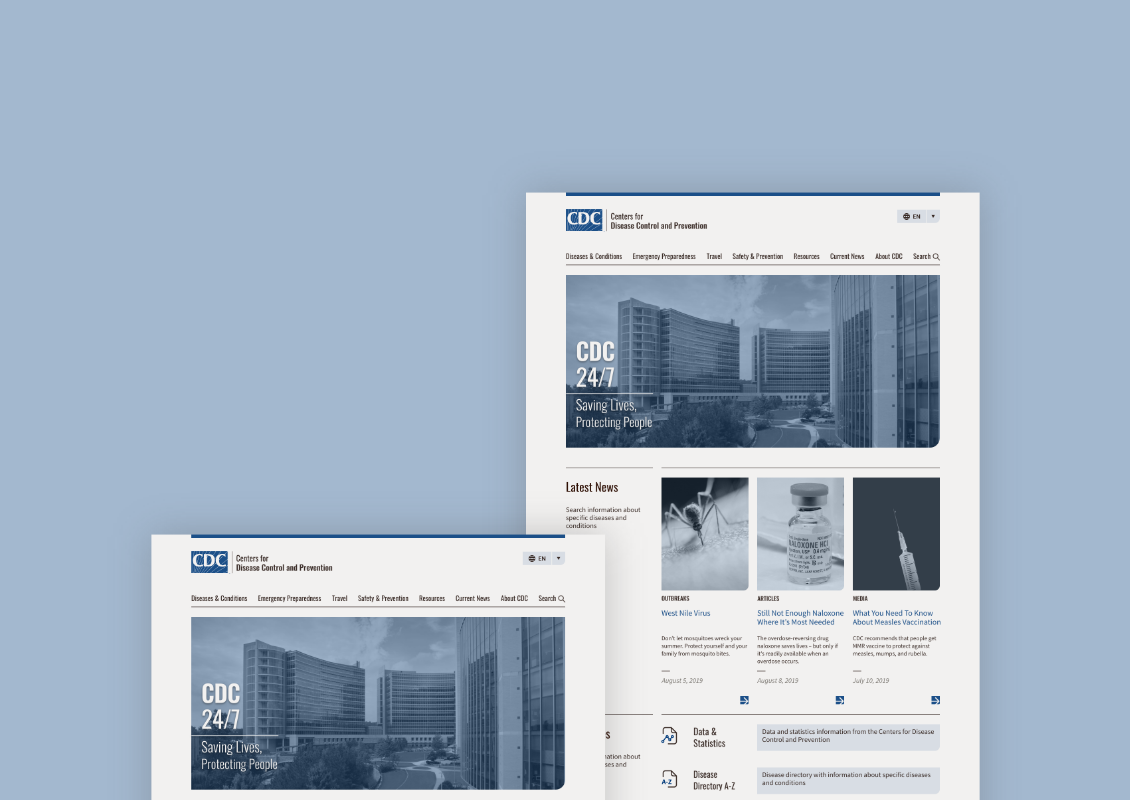 CDC
Centers for
Disease Control and Prevention
EN
Diseases & Conditions Emergency Preparedness Travel Safety & Prevention Resources Current News About CDC Search
CDC
24/7
Saving Lives,
Protecting People
Latest News
Search information about
specific diseases and
conditions
NALOXONE HCl
OUTBREAKS
West Nile Virus
Don't let mosquitoes wreck your
summer. Protect yourself and your
family from mosquito bites.
August 5, 2019
ARTICLES
Still Not Enough Naloxone
Where It's Most Needed
The overdose-reversing drug
naloxone saves lives – but only if
it's readily available when an
overdose occurs.
August 8, 2019
MEDIA
What You Need To Know
About Measles Vaccination
CDC recommends that people get
MMR vaccine to protect against
measles, mumps, and rubella.
July 10, 2019
s
mation about
ses and
Data &
Statistics
Data and statistics information from the Centers for Disease
Control and Prevention
A-Z
Disease
Directory A-Z
Disease directory with information about specific diseases
and conditions
CDC
Centers for
Disease Control and Prevention
EN
Diseases & Conditions Emergency Preparedness Travel Safety & Prevention Resources Current News About CDC Search
CDC
24/7
Saving Lives,
Protecting People